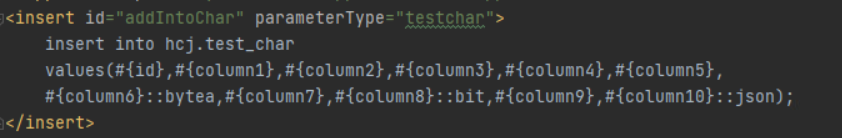 <insert id="addIntoChar" parameterType="testchar">
insert into hcj.test_char
values(#{id},#{column1},#{column2},#{column3},#{column4},#{column5},
#{column6}::bytea,#{column7},#{column8}::bit,#{column9},#{column10}::json);
</insert>